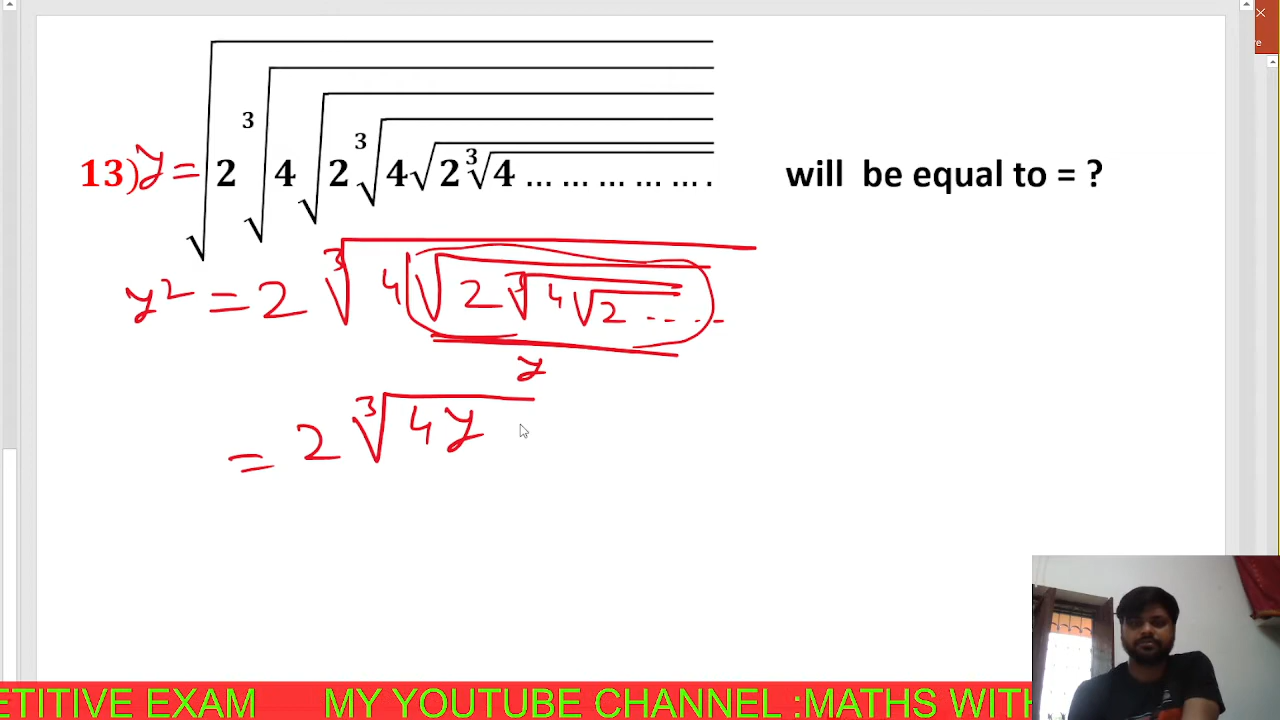 13) y = √2 ∛4 √2 ∛4 √2 ∛4 ... ... ... ... ... . will be equal to = ?
y² = 2 ∛4 √2 ∛4 √2 .....
y
= 2 ∛4y
ETITIVE EXAM MY YOUTUBE CHANNEL :MATHS WITH